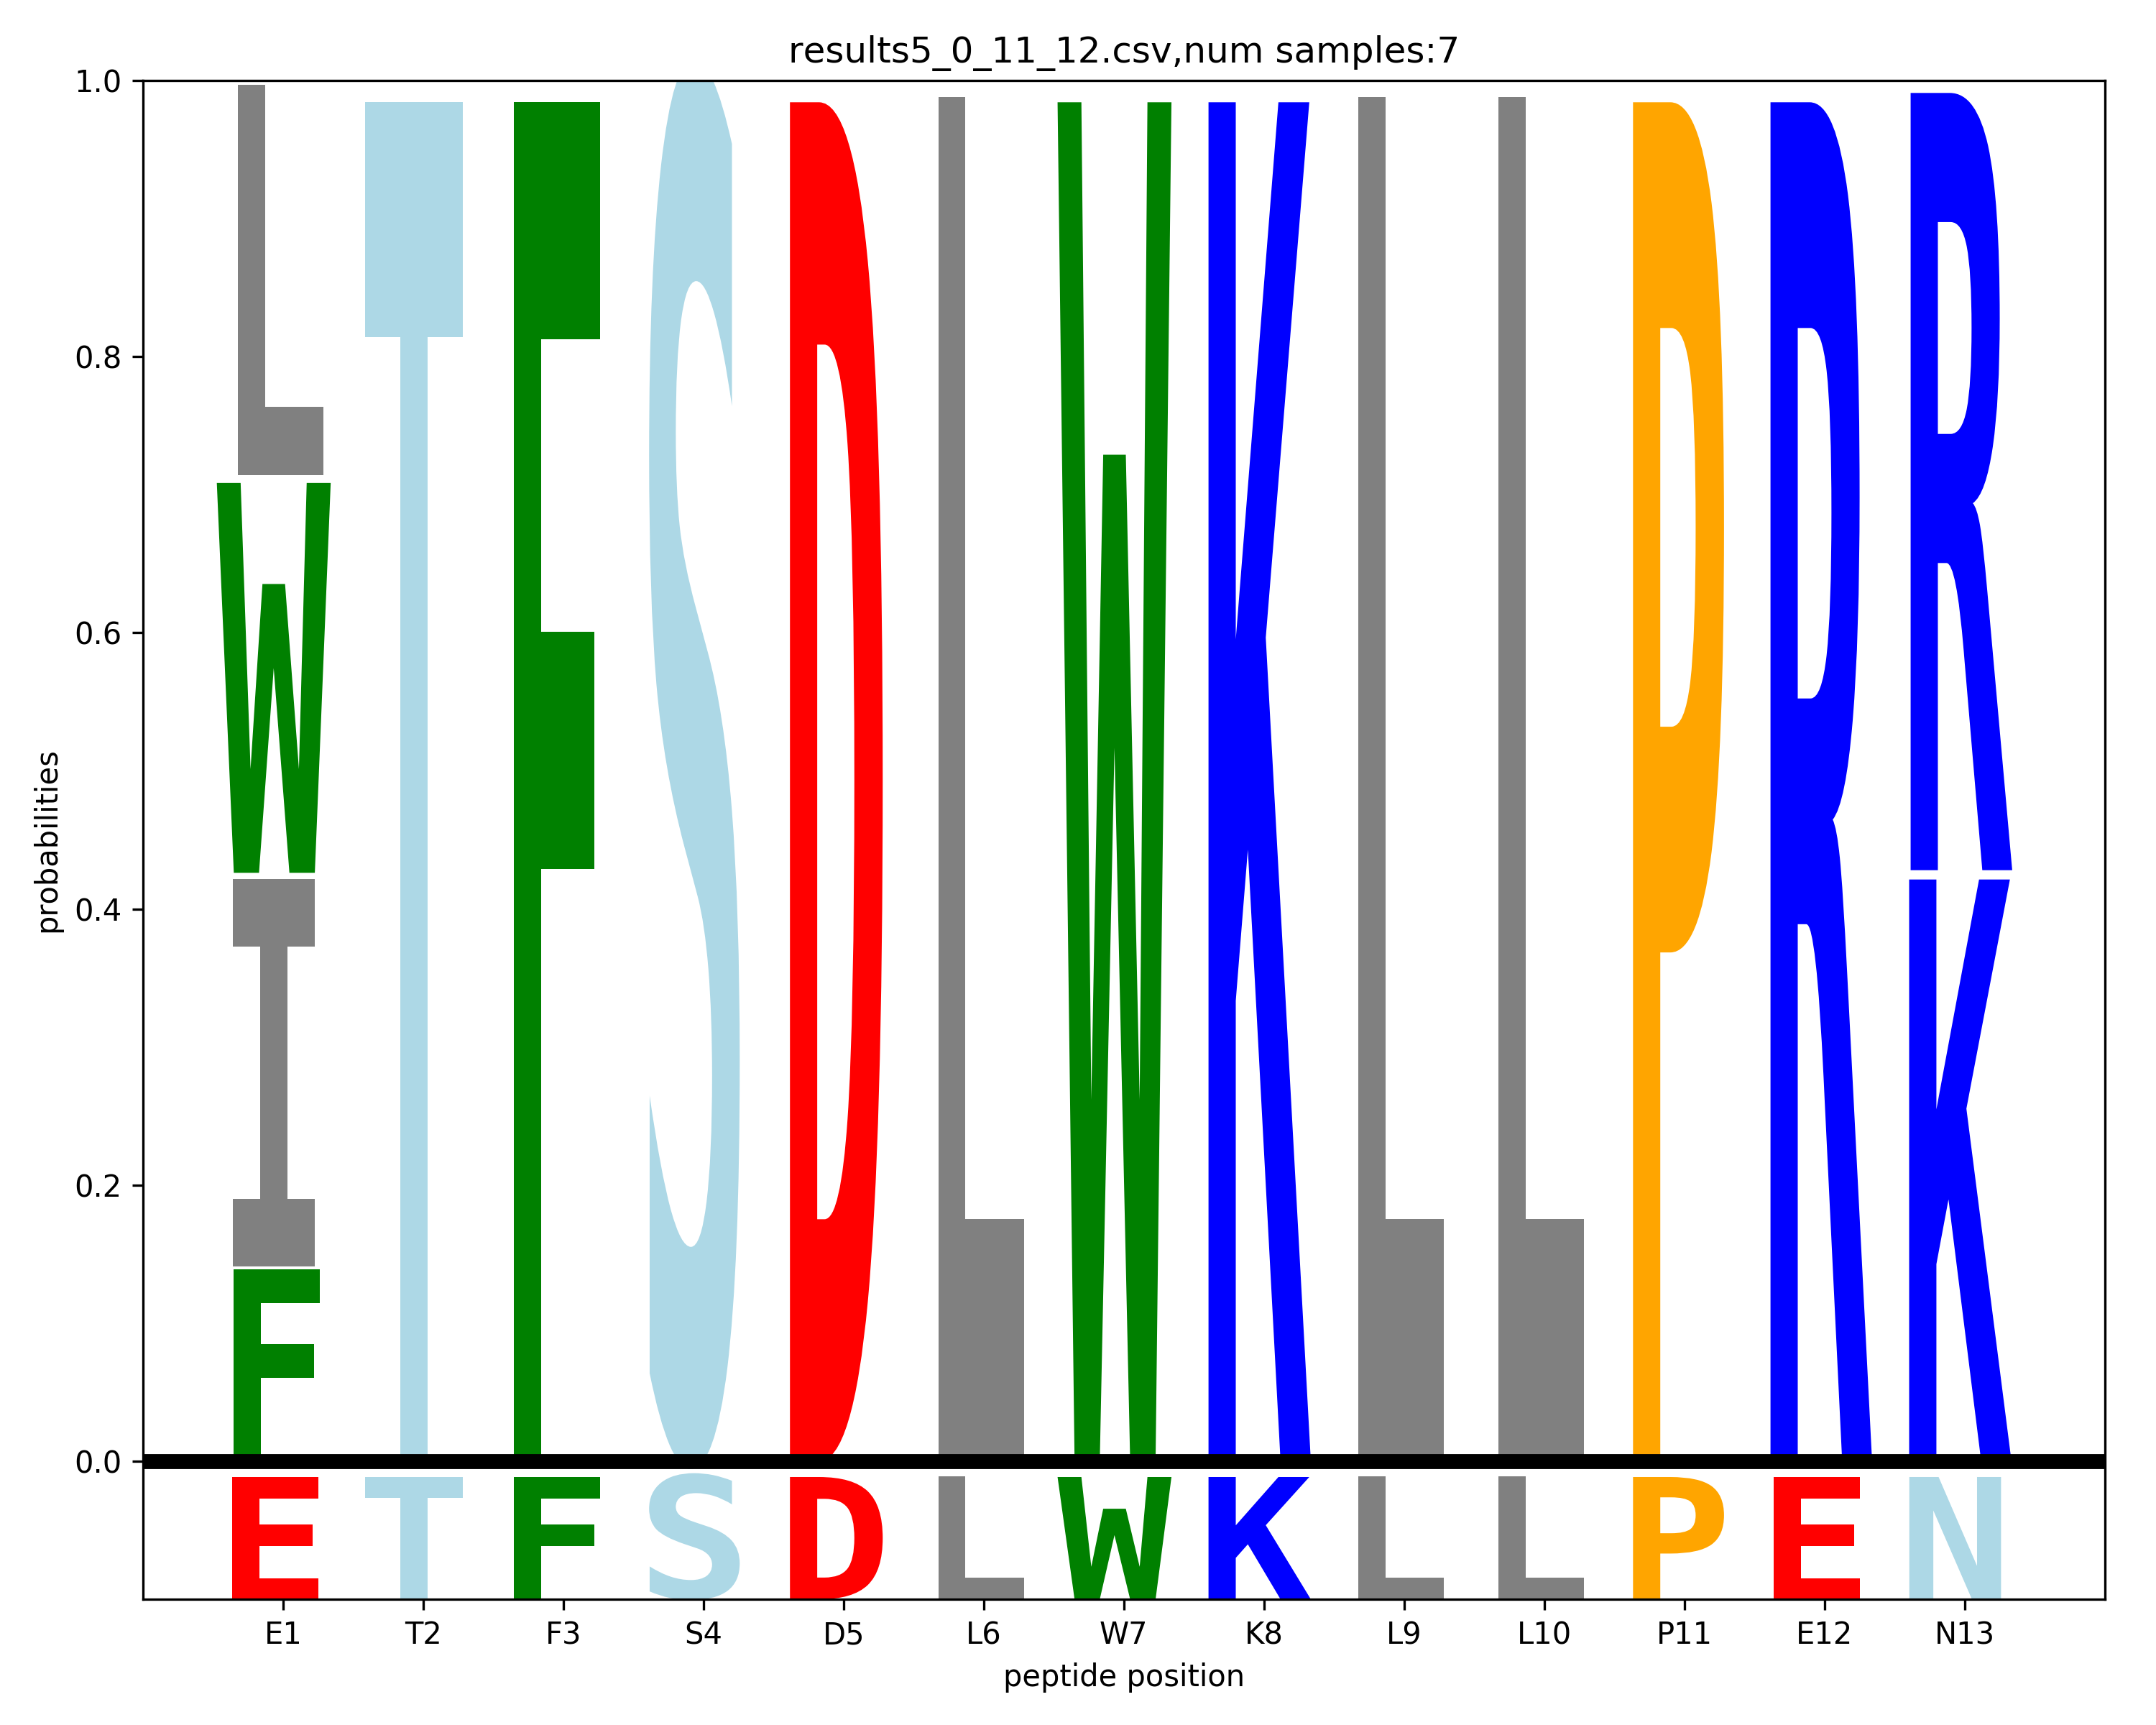 results5_0_11_12.csv,num samples:7
probabilities
1.0
0.8
0.6
0.4
0.2
0.0
L T F S D L W K L L P R R
W
I
K
F
E T F S D L W K L L P E N
E1 T2 F3 S4 D5 L6 W7 K8 L9 L10 P11 E12 N13
peptide position